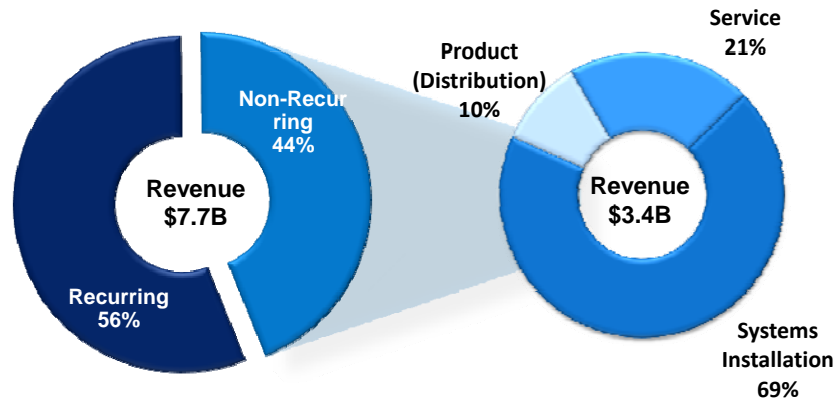 Non-Recur
ring
44%
Revenue
$7.7B
Recurring
56%
Product
(Distribution)
10%
Service
21%
Revenue
$3.4B
Systems
Installation
69%